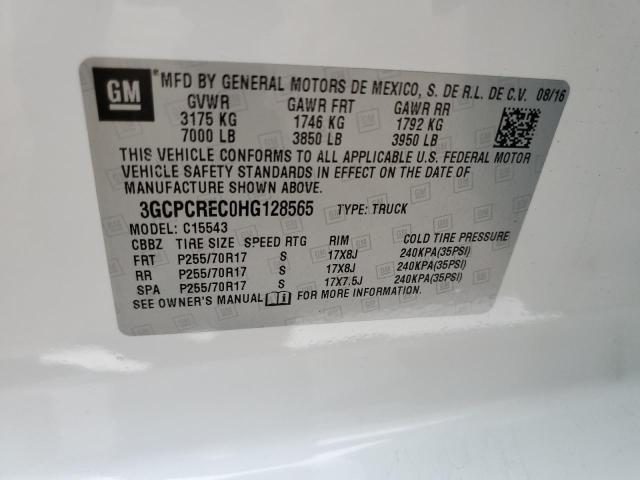 GM
MFD BY GENERAL MOTORS DE MEXICO, S. DE R.L. DE C.V. 08/16
GVWR GAWR FRT GAWR RR
3175 KG 1746 KG 1792 KG
7000 LB 3850 LB 3950 LB
THIS VEHICLE CONFORMS TO ALL APPLICABLE U.S. FEDERAL MOTOR
VEHICLE SAFETY STANDARDS IN EFFECT ON THE DATE OF
MANUFACTURE SHOWN ABOVE.
3GCPCREC0HG128565 TYPE: TRUCK
MODEL: C15543
CBBZ TIRE SIZE SPEED RTG RIM COLD TIRE PRESSURE
FRT P255/70R17 S 17X8J 240KPA(35PSI)
RR P255/70R17 S 17X8J 240KPA(35PSI)
SPA P255/70R17 S 17X7.5J 240KPA(35PSI)
SEE OWNER'S MANUAL FOR MORE INFORMATION.